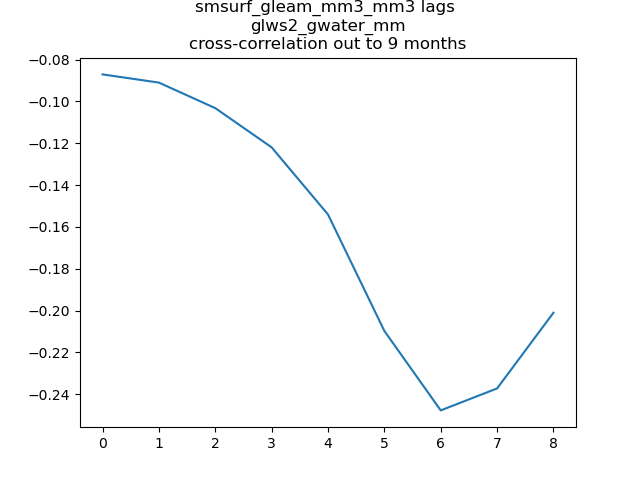 smsurf_gleam_mm3_mm3 lags
glws2_gwater_mm
cross-correlation out to 9 months
−0.08
−0.10
−0.12
−0.14
−0.16
−0.18
−0.20
−0.22
−0.24
0 1 2 3 4 5 6 7 8